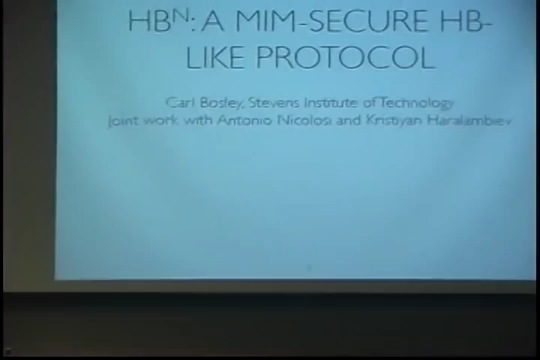 HBᴺ: A MIM-SECURE HB-
LIKE PROTOCOL
Carl Bosley, Stevens Institute of Technology
Joint work with Antonio Nicolosi and Kristiyan Haralambiev